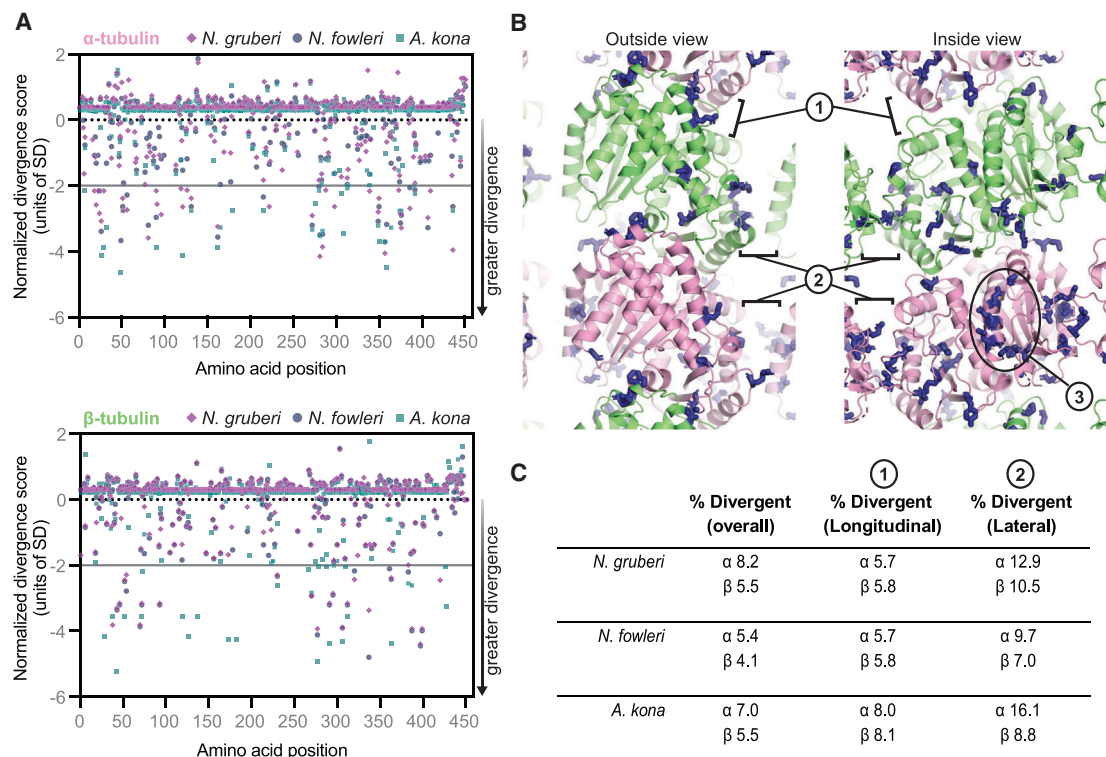 A
α-tubulin N. gruberi N. fowleri A. kona
Normalized divergence score
(units of SD)
2
0
-2
-4
-6
0 50 100 150 200 250 300 350 400 450
Amino acid position
greater divergence
β-tubulin N. gruberi N. fowleri A. kona
Normalized divergence score
(units of SD)
2
0
-2
-4
-6
0 50 100 150 200 250 300 350 400 450
Amino acid position
greater divergence
B
Outside view Inside view
1
2
3
C
1 2
% Divergent % Divergent % Divergent
(overall) (Longitudinal) (Lateral)
N. gruberi α 8.2 α 5.7 α 12.9
β 5.5 β 5.8 β 10.5
N. fowleri α 5.4 α 5.7 α 9.7
β 4.1 β 5.8 β 7.0
A. kona α 7.0 α 8.0 α 16.1
β 5.5 β 8.1 β 8.8